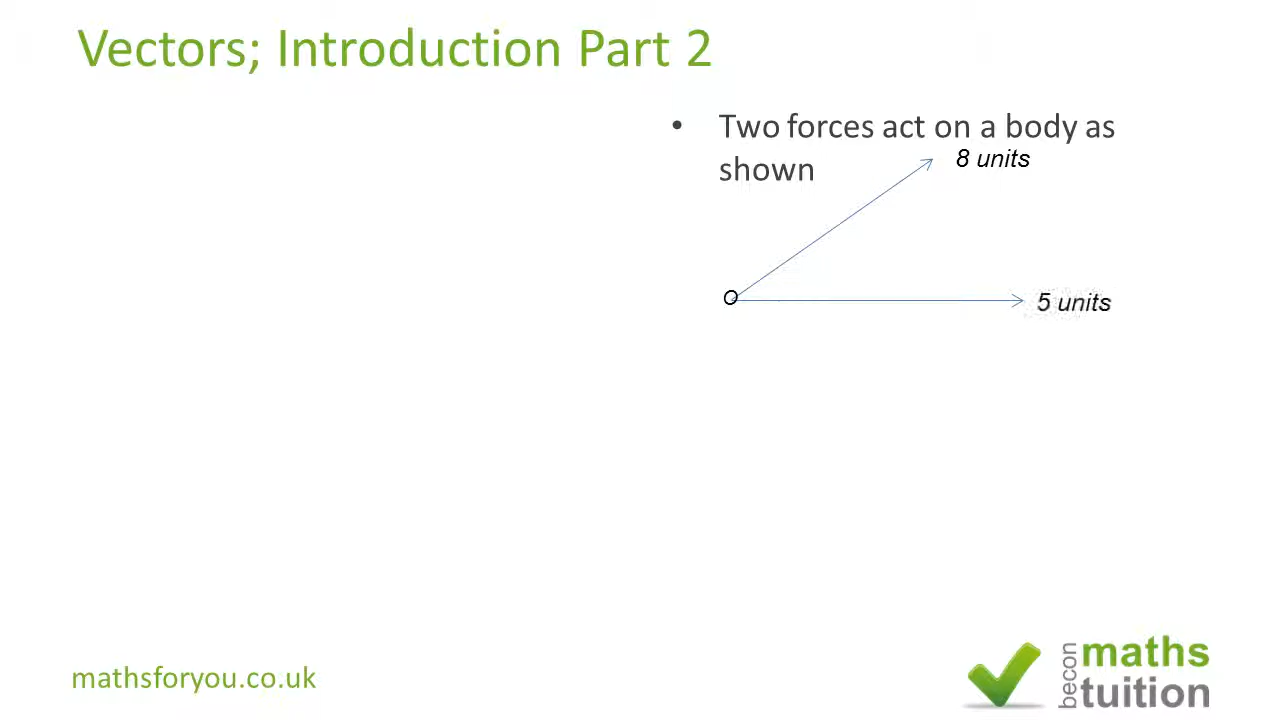 Vectors; Introduction Part 2
• Two forces act on a body as
shown
8 units
O
5 units
mathsforyou.co.uk
becon
maths
tuition